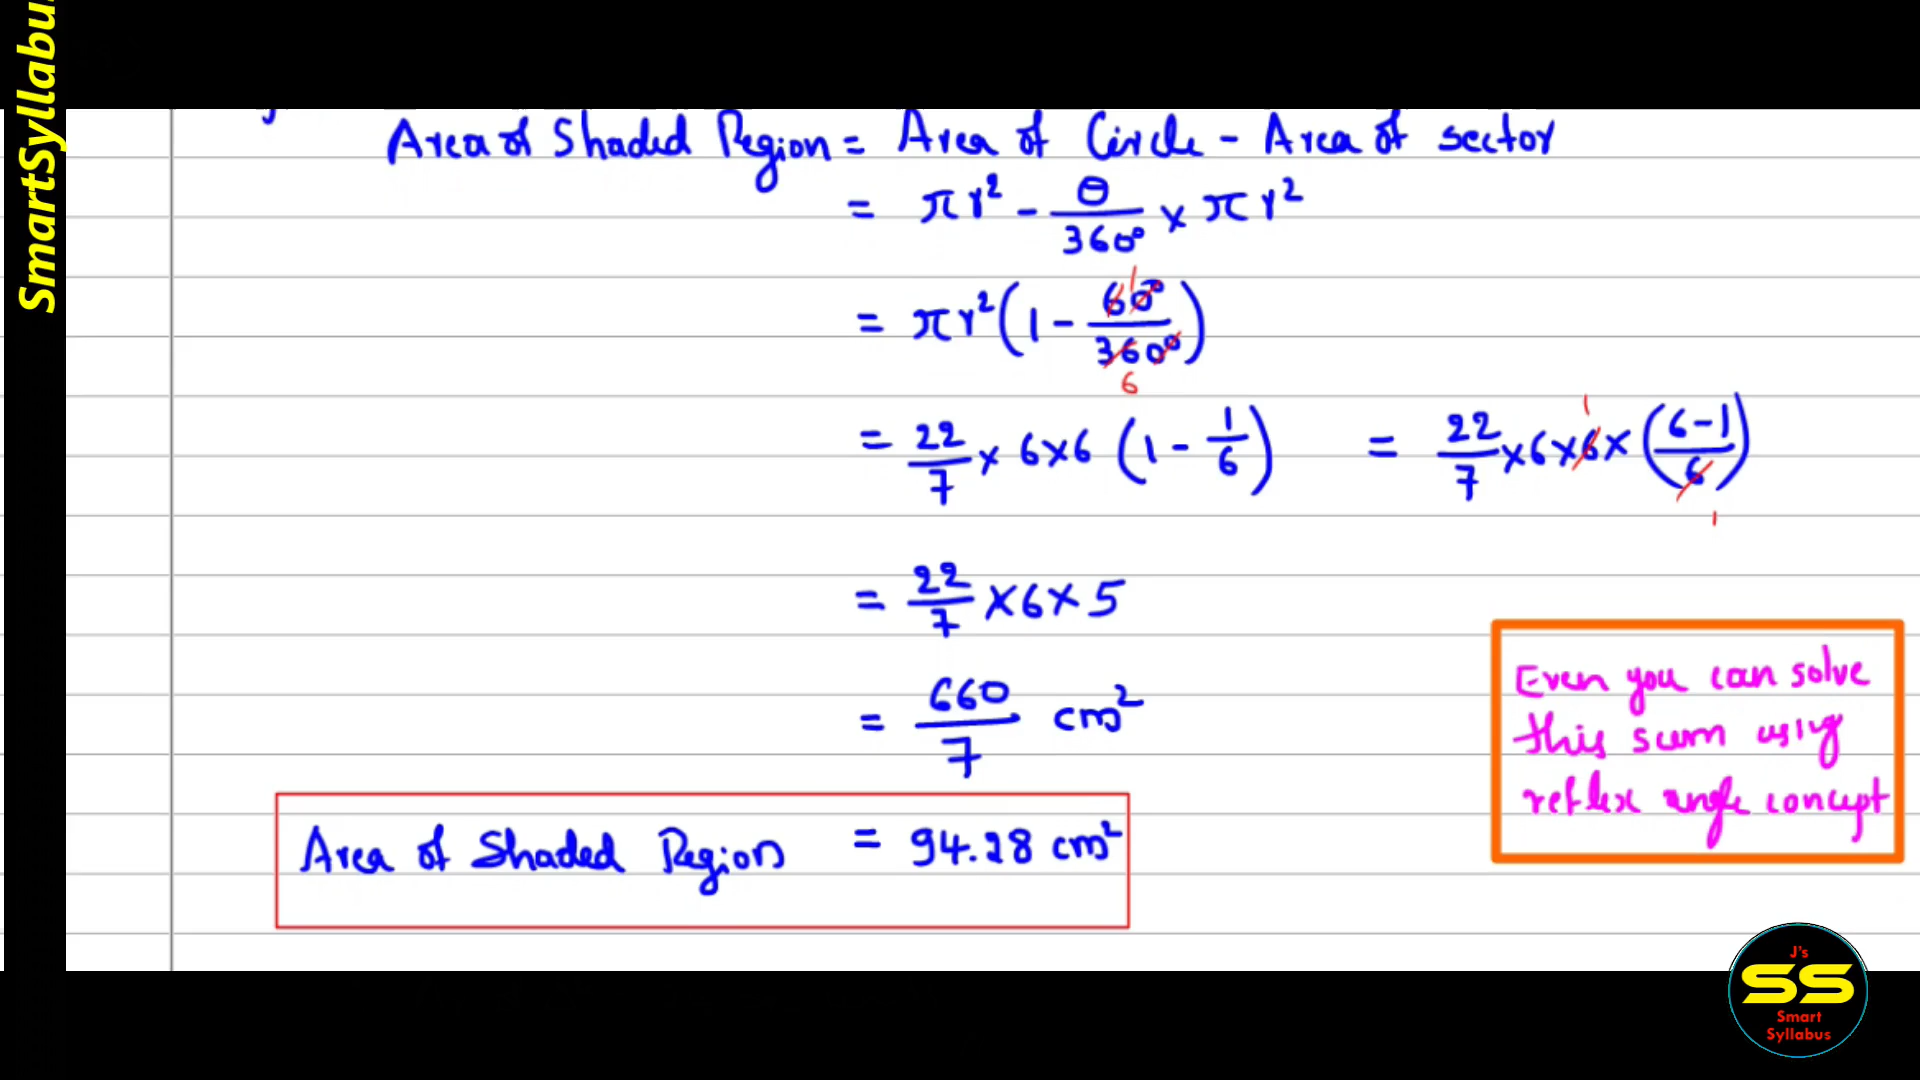 SmartSyllabus
Area of Shaded Region = Area of Circle - Area of sector
= πr² - θ/360° × πr²
= πr²(1 - 60°/360°)
1
6
= 22/7 × 6×6 (1 - 1/6) = 22/7 ×6×6×((6-1)/6)
1
1
= 22/7 ×6×5
= 660/7 cm²
Even you can solve
this sum using
reflex angle concept
Area of Shaded Region = 94.28 cm²
J's
SS
Smart
Syllabus